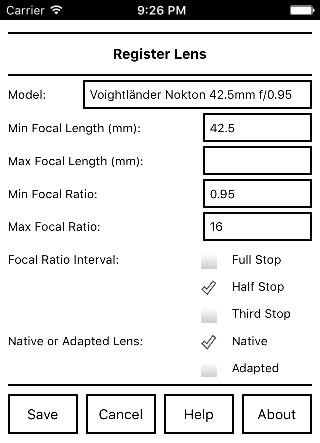 Carrier 9:26 PM
Register Lens
Model: Voigtländer Nokton 42.5mm f/0.95
Min Focal Length (mm): 42.5
Max Focal Length (mm):
Min Focal Ratio: 0.95
Max Focal Ratio: 16
Focal Ratio Interval: Full Stop
Half Stop
Third Stop
Native or Adapted Lens: Native
Adapted
Save Cancel Help About